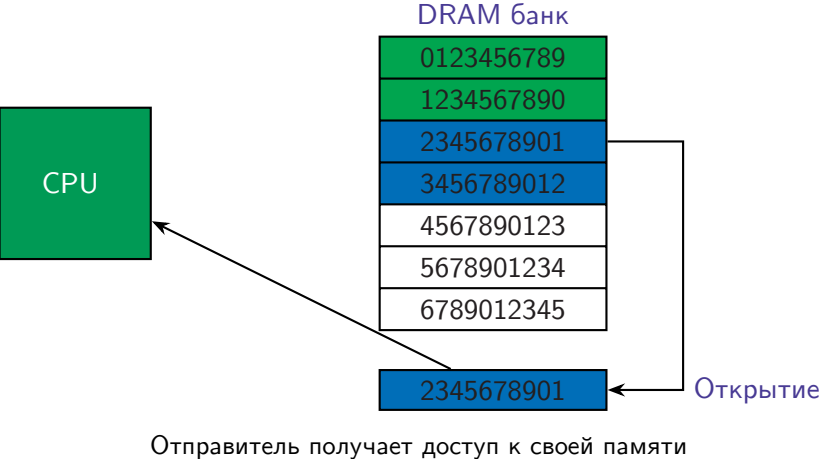 DRAM банк
0123456789
1234567890
2345678901
3456789012
CPU
4567890123
5678901234
6789012345
2345678901
Открытие
Отправитель получает доступ к своей памяти